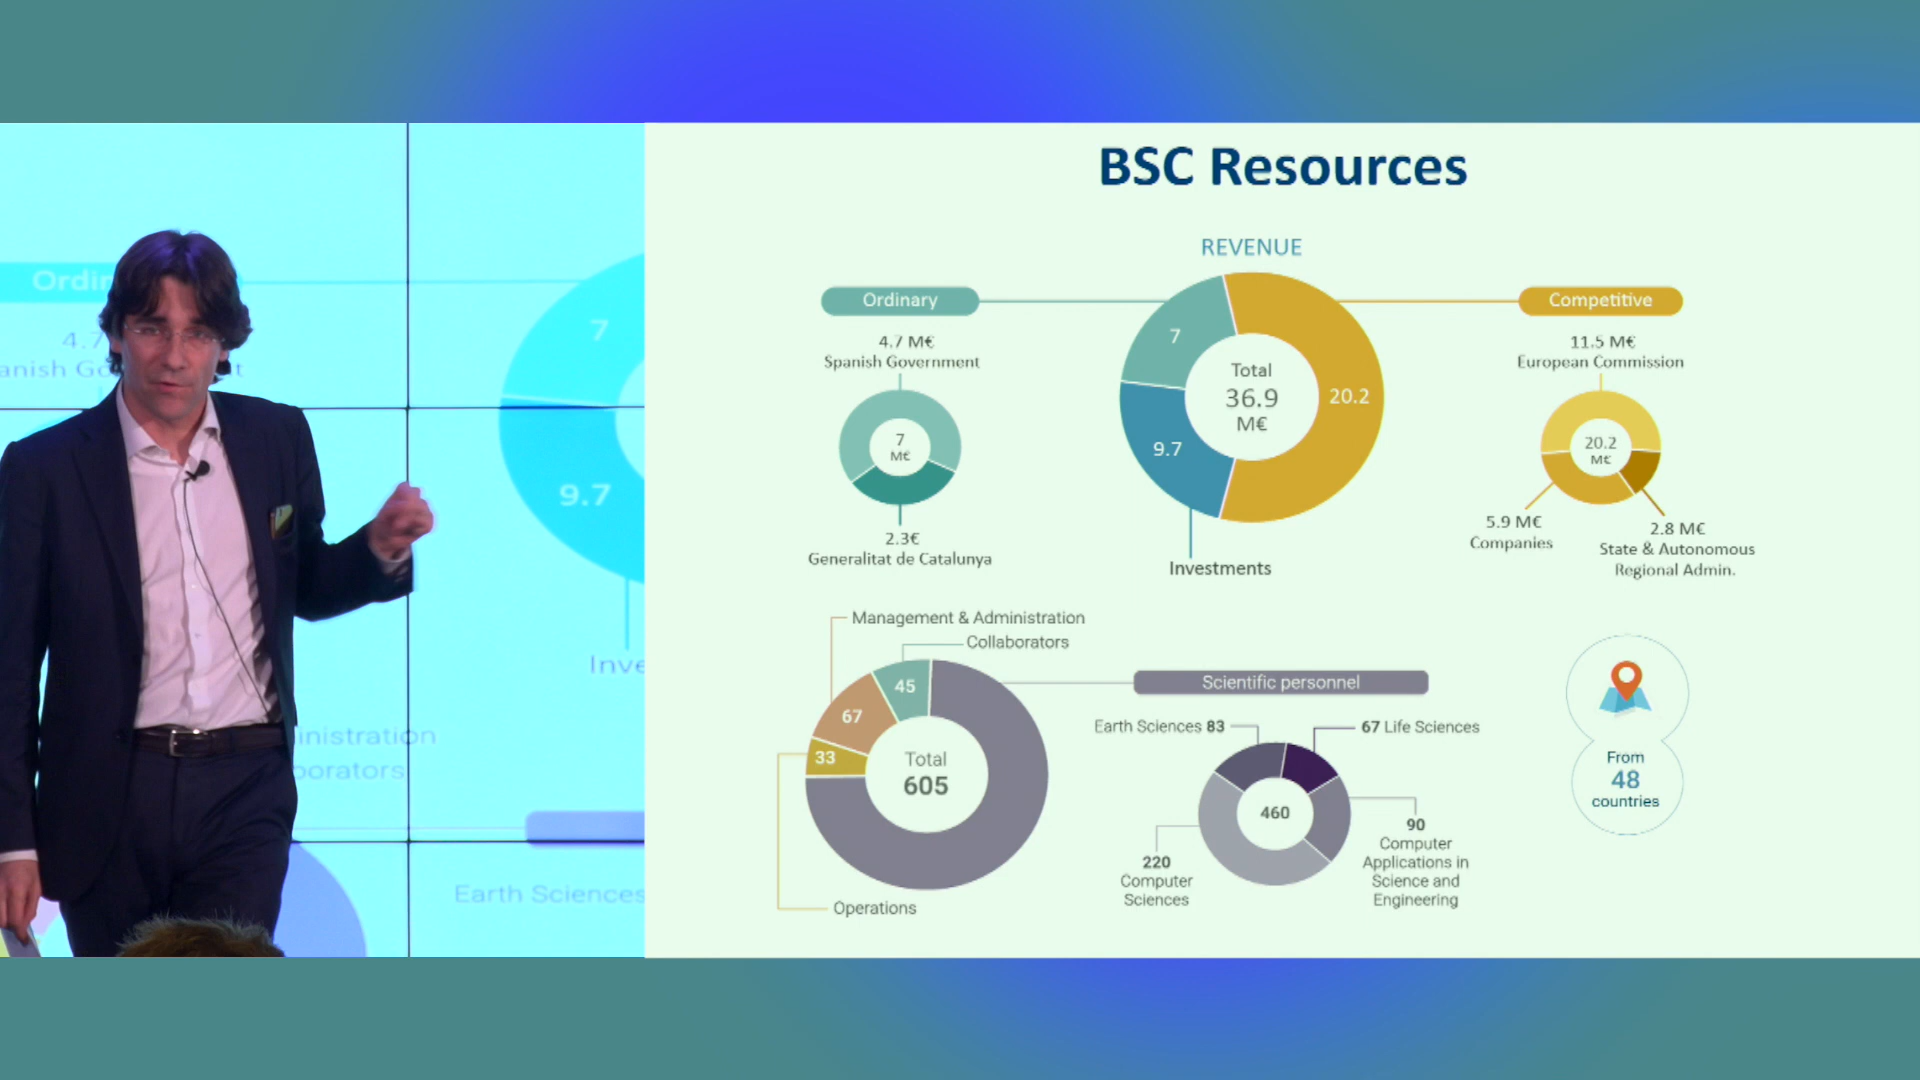 BSC Resources
REVENUE
Ordinary
4.7 M€
Spanish Government
7
M€
2.3€
Generalitat de Catalunya
7
9.7
20.2
Total
36.9
M€
Investments
Competitive
11.5 M€
European Commission
20.2
M€
5.9 M€
Companies
2.8 M€
State & Autonomous
Regional Admin.
Management & Administration
Collaborators
45
67
33
Total
605
Operations
Scientific personnel
Earth Sciences 83
67 Life Sciences
460
220
Computer
Sciences
90
Computer
Applications in
Science and
Engineering
From
48
countries
Ordin
4.7
anish Go
t
7
9.7
Inve
inistration
borators
Earth Sciences